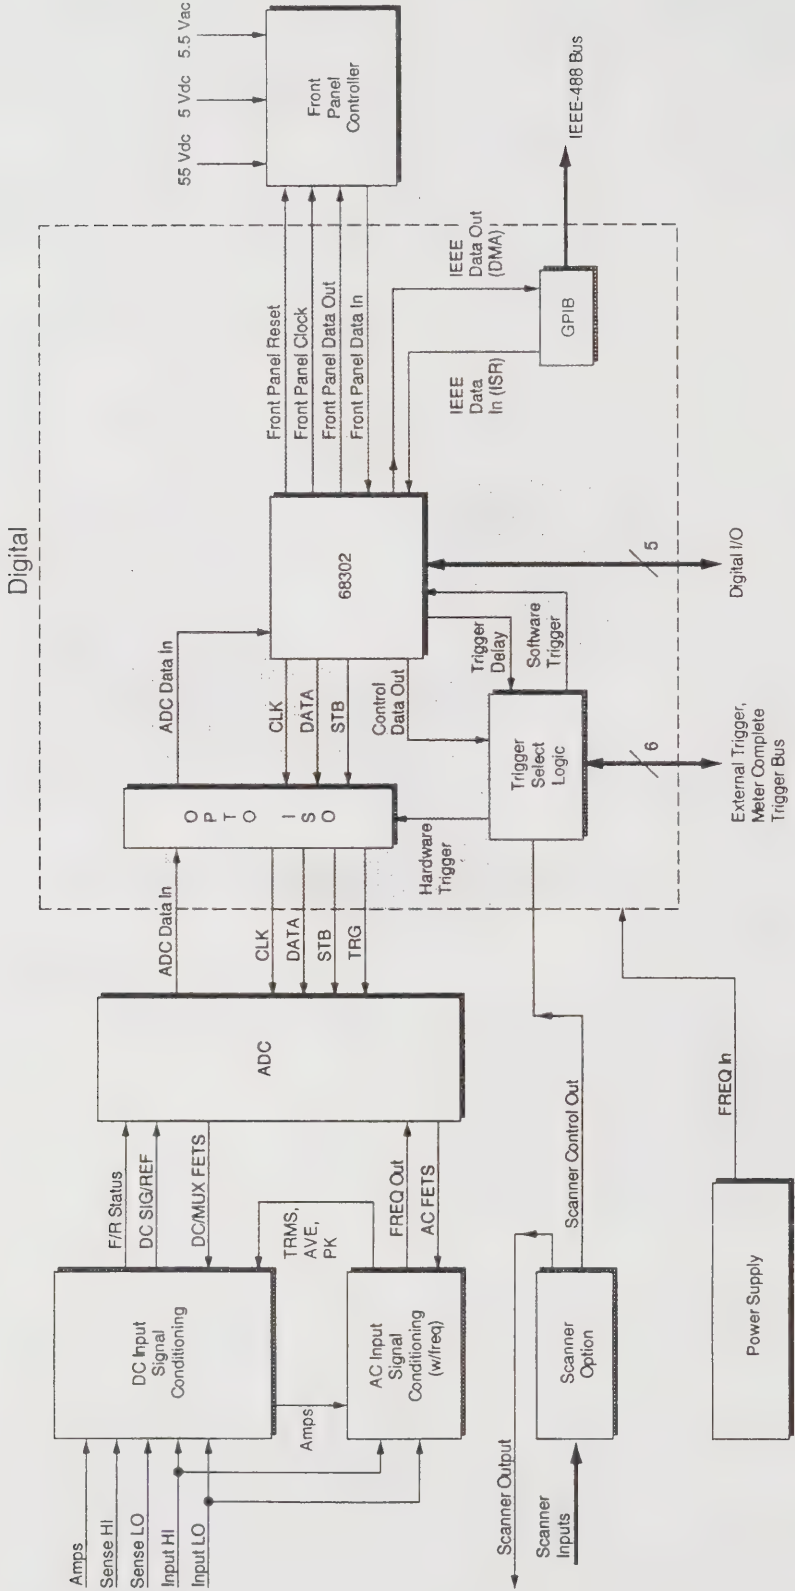 Digital
Amps
Sense HI
Sense LO
Input HI
Input LO
DC Input
Signal
Conditioning
Amps
AC Input
Signal
Conditioning
(w/freq)
F/R Status
DC SIG/REF
DC/MUX FETS
TRMS,
AVE,
PK
FREQ Out
AC FETS
ADC
ADC Data In
CLK
DATA
STB
TRG
OPTO ISO
Hardware
Trigger
ADC Data In
CLK
DATA
STB
Control
Data Out
68302
Trigger
Delay
Software
Trigger
Trigger
Select
Logic
6
External Trigger,
Meter Complete
Trigger Bus
5
Digital I/O
Front Panel Reset
Front Panel Clock
Front Panel Data Out
Front Panel Data In
IEEE
Data
In (ISR)
IEEE
Data Out
(DMA)
GPIB
IEEE-488 Bus
55 Vdc
5 Vdc
5.5 Vac
Front
Panel
Controller
Scanner Output
Scanner
Inputs
Scanner
Option
Scanner Control Out
Power Supply
FREQ In